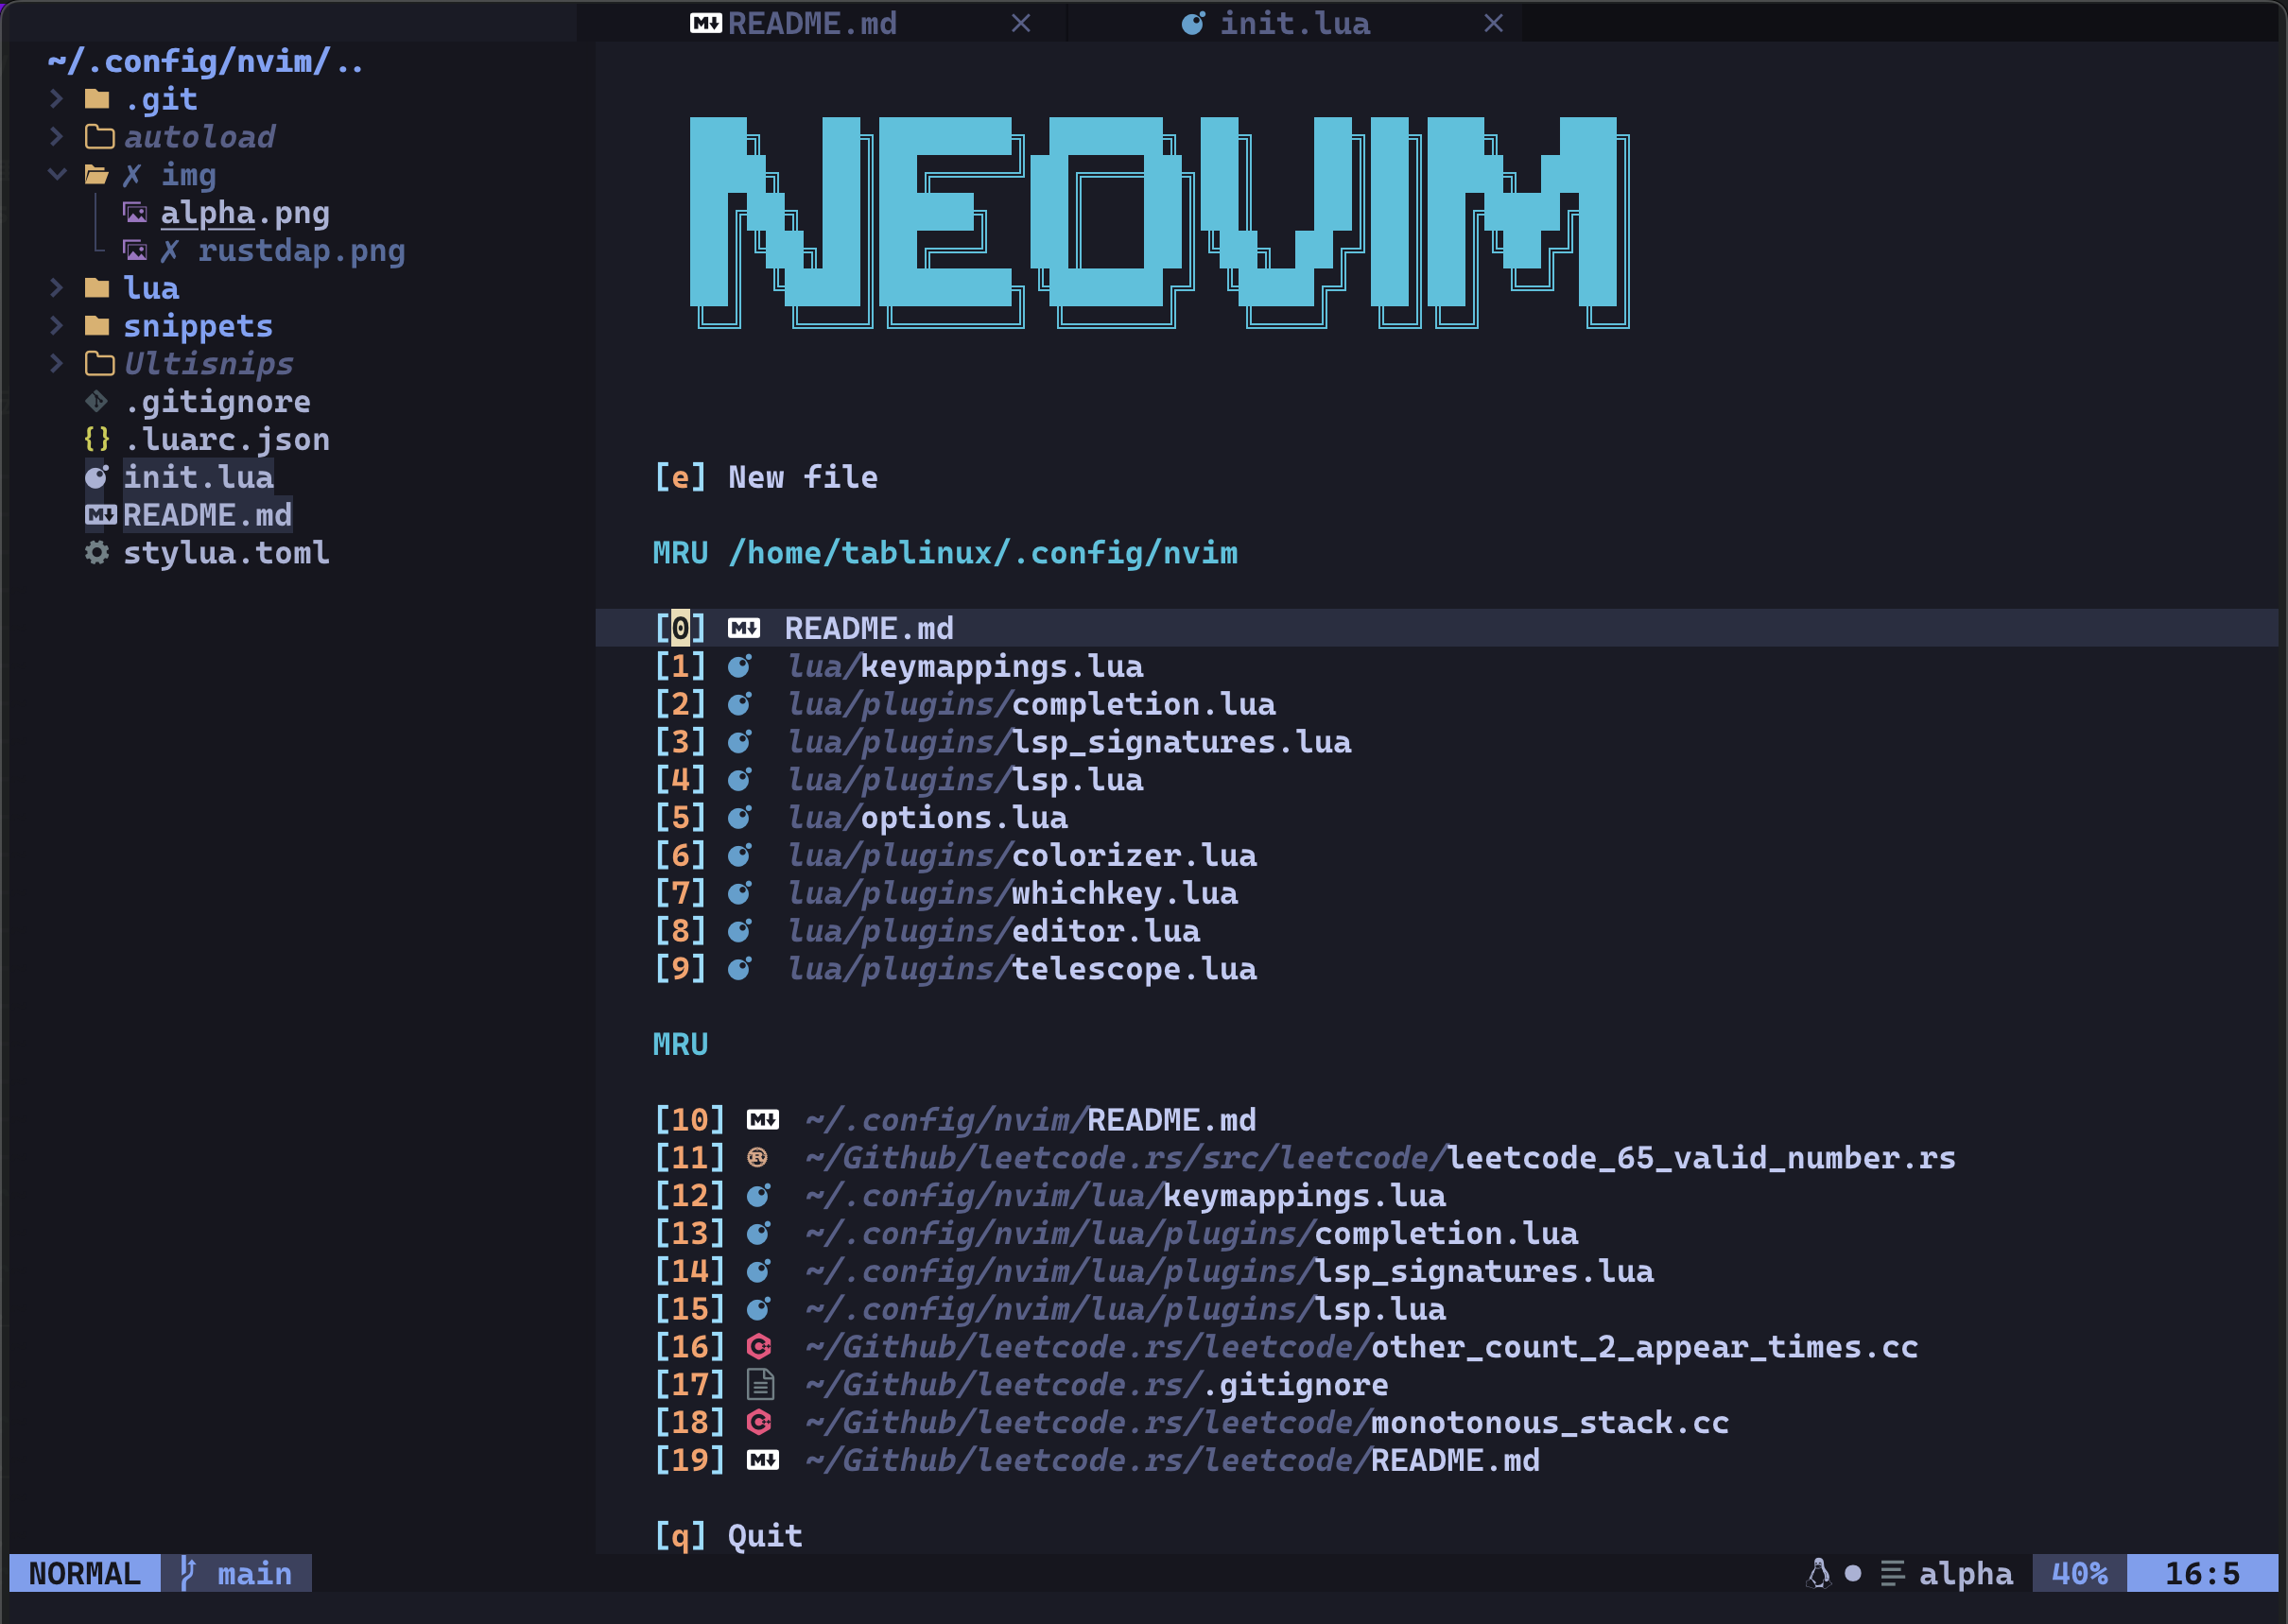 README.md init.lua
~/.config/nvim/..
.git
autoload
✗ img
alpha.png
✗ rustdap.png
lua
snippets
Ultisnips
.gitignore
{} .luarc.json
init.lua
README.md
stylua.toml
NEOVIM
[e] New file
MRU /home/tablinux/.config/nvim
[0] README.md
[1] lua/keymappings.lua
[2] lua/plugins/completion.lua
[3] lua/plugins/lsp_signatures.lua
[4] lua/plugins/lsp.lua
[5] lua/options.lua
[6] lua/plugins/colorizer.lua
[7] lua/plugins/whichkey.lua
[8] lua/plugins/editor.lua
[9] lua/plugins/telescope.lua
MRU
[10] ~/.config/nvim/README.md
[11] ~/Github/leetcode.rs/src/leetcode/leetcode_65_valid_number.rs
[12] ~/.config/nvim/lua/keymappings.lua
[13] ~/.config/nvim/lua/plugins/completion.lua
[14] ~/.config/nvim/lua/plugins/lsp_signatures.lua
[15] ~/.config/nvim/lua/plugins/lsp.lua
[16] ~/Github/leetcode.rs/leetcode/other_count_2_appear_times.cc
[17] ~/Github/leetcode.rs/.gitignore
[18] ~/Github/leetcode.rs/leetcode/monotonous_stack.cc
[19] ~/Github/leetcode.rs/leetcode/README.md
[q] Quit
NORMAL main alpha 40% 16:5